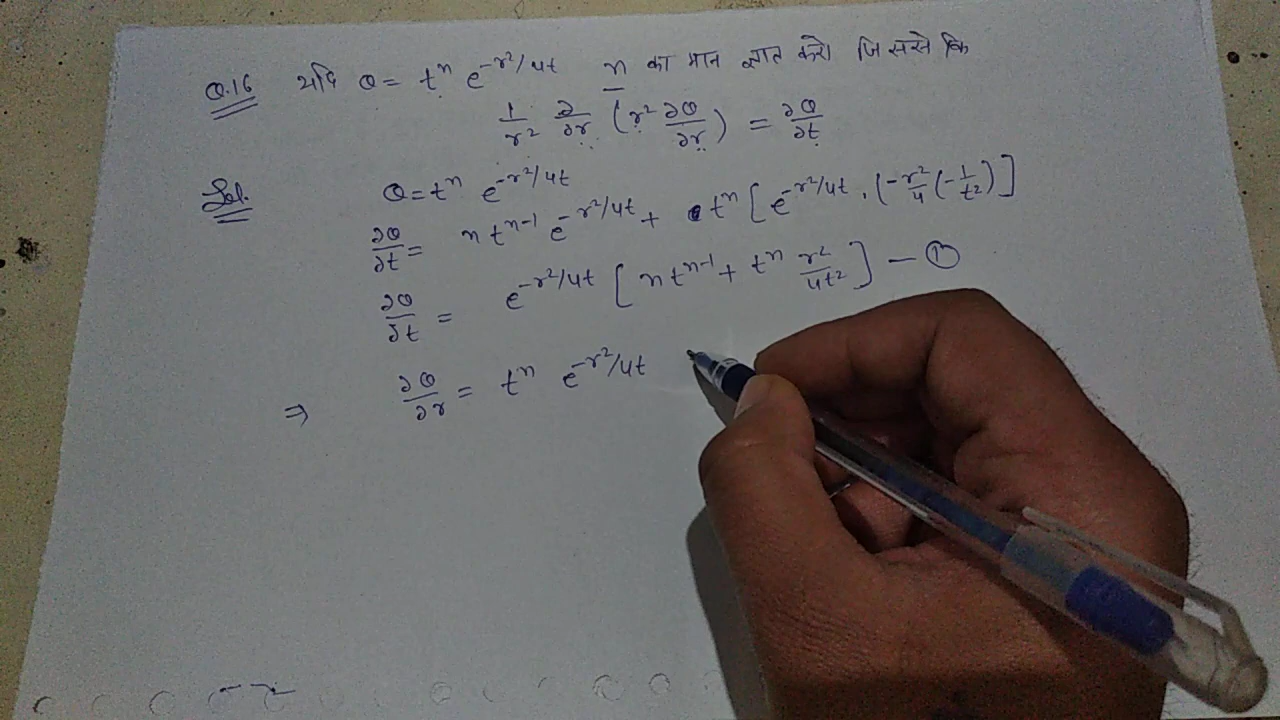 Q.16 यदि θ = tⁿ e^{-r²/4t} n का मान ज्ञात करो जिससे कि
1/r² ∂/∂r (r² ∂θ/∂r) = ∂θ/∂t
Sol. θ = tⁿ e^{-r²/4t}
∂θ/∂t = n tⁿ⁻¹ e^{-r²/4t} + tⁿ [e^{-r²/4t} . (-r²/4 (-1/t²)]
∂θ/∂t = e^{-r²/4t} [n tⁿ⁻¹ + tⁿ r²/4t²] — ①
⇒ ∂θ/∂r = tⁿ e^{-r²/4t}